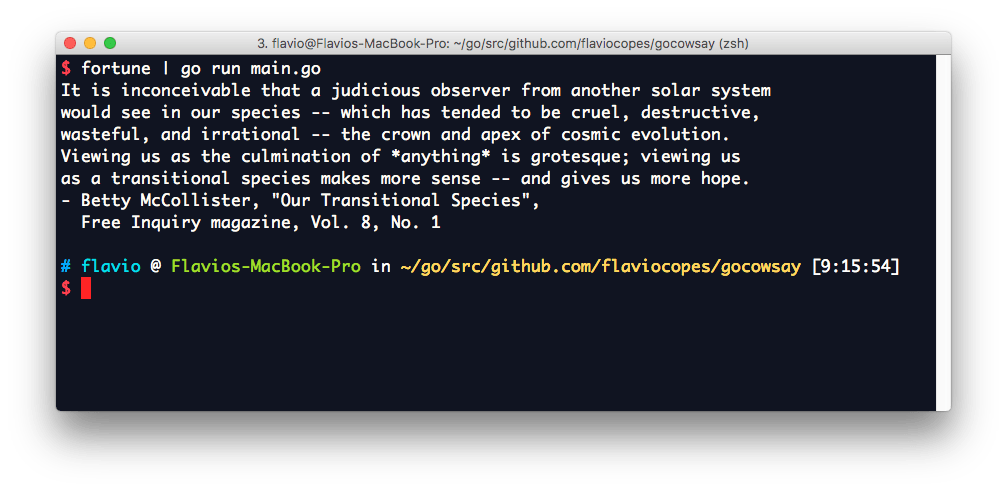 3. flavio@Flavios-MacBook-Pro: ~/go/src/github.com/flaviocopes/gocowsay (zsh)
$ fortune | go run main.go
It is inconceivable that a judicious observer from another solar system
would see in our species -- which has tended to be cruel, destructive,
wasteful, and irrational -- the crown and apex of cosmic evolution.
Viewing us as the culmination of *anything* is grotesque; viewing us
as a transitional species makes more sense -- and gives us more hope.
- Betty McCollister, "Our Transitional Species",
  Free Inquiry magazine, Vol. 8, No. 1
# flavio @ Flavios-MacBook-Pro in ~/go/src/github.com/flaviocopes/gocowsay [9:15:54]
$